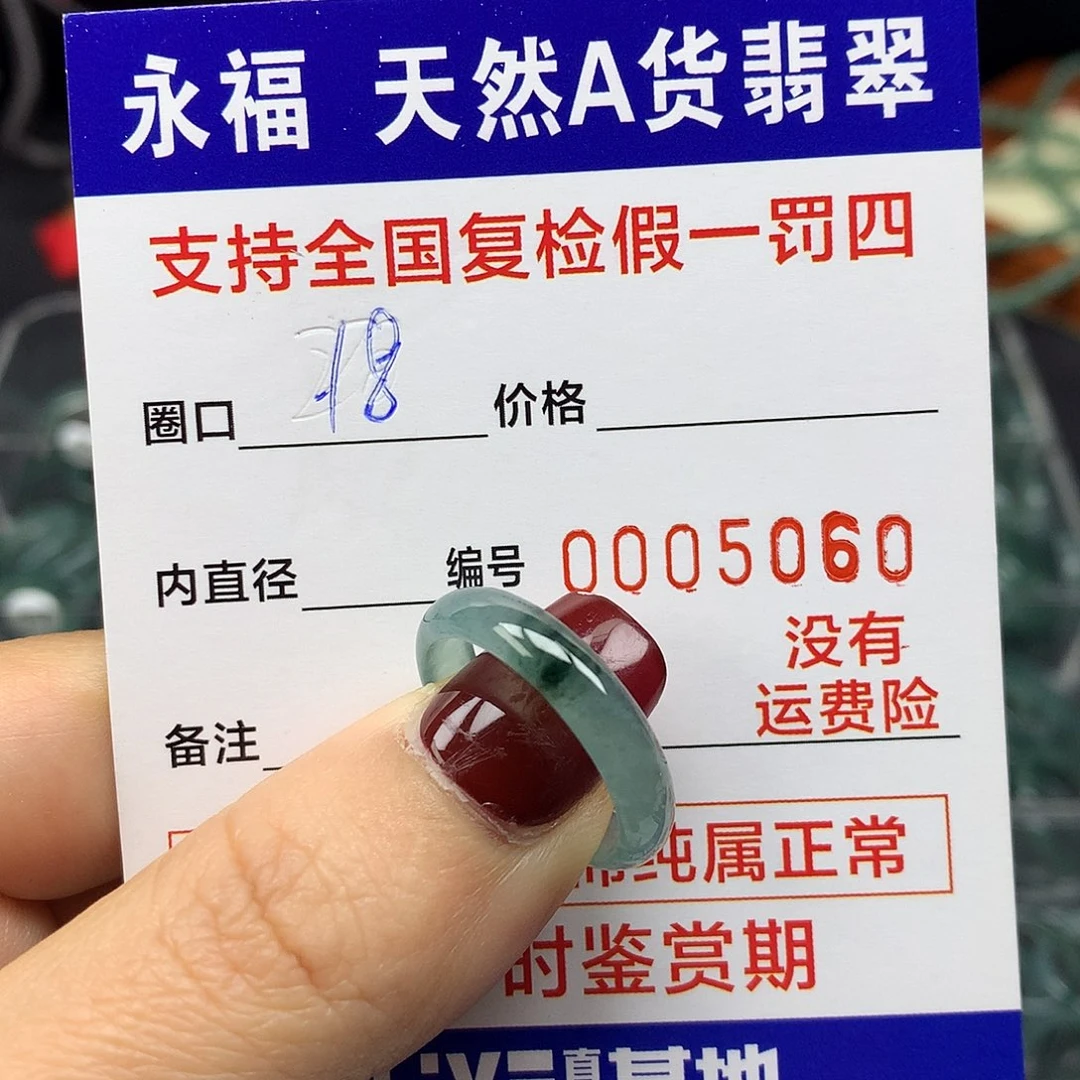 永福 天然A货翡翠
支持全国复检假一罚四
圈口 18 价格
内直径 编号 0005060
没有
运费险
备注
纯属正常
时鉴赏期
基地